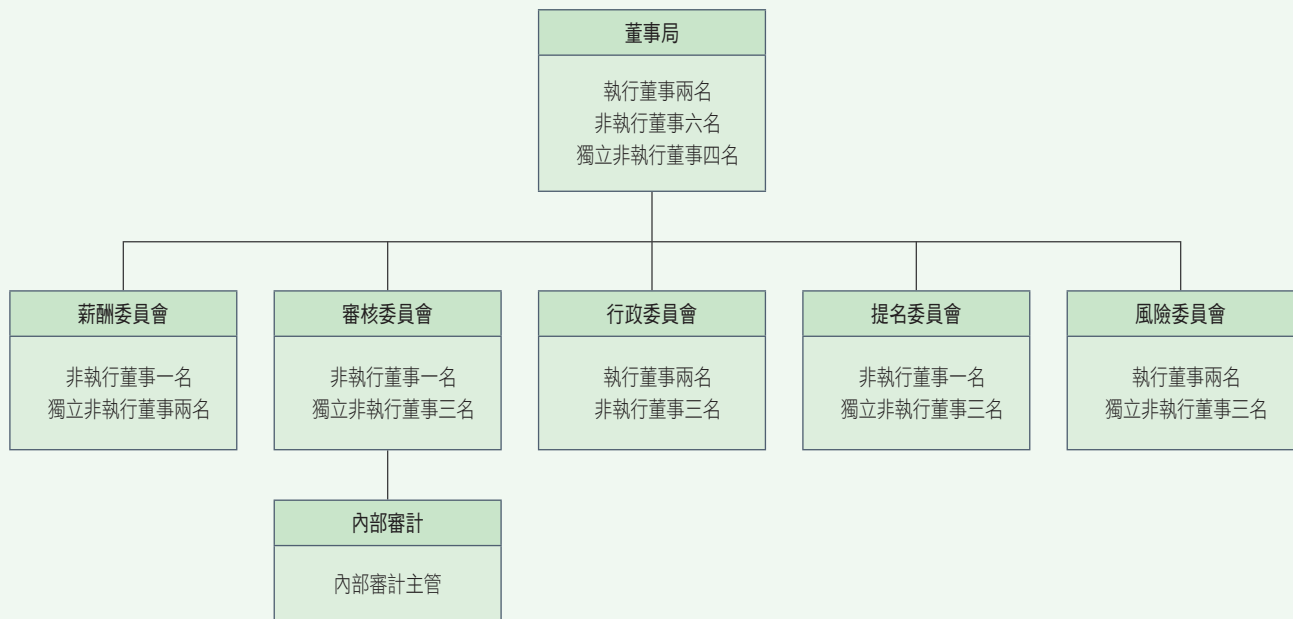 董事局
執行董事兩名
非執行董事六名
獨立非執行董事四名
薪酬委員會
非執行董事一名
獨立非執行董事兩名
審核委員會
非執行董事一名
獨立非執行董事三名
行政委員會
執行董事兩名
非執行董事三名
提名委員會
非執行董事一名
獨立非執行董事三名
風險委員會
執行董事兩名
獨立非執行董事三名
內部審計
內部審計主管